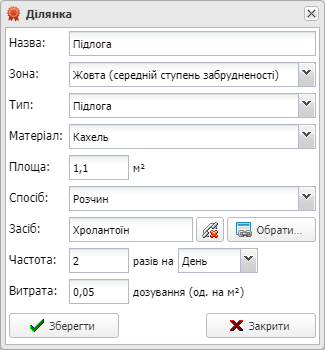 Ділянка
Назва: Підлога
Зона: Жовта (середній ступень забрудненості)
Тип: Підлога
Матеріал: Кахель
Площа: 1,1 м²
Спосіб: Розчин
Засіб: Хролантоїн Обрати...
Частота: 2 разів на День
Витрата: 0,05 дозування (од. на м²)
Зберегти Закрити